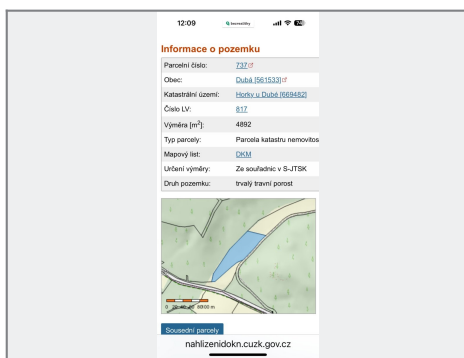 12:09
bezrealitky
24
Informace o pozemku
Parcelní číslo: 737
Obec: Dubá [561533]
Katastrální území: Horky u Dubé [669482]
Číslo LV: 817
Výměra [m²]: 4892
Typ parcely: Parcela katastru nemovitos
Mapový list: DKM
Určení výměry: Ze souřadnic v S-JTSK
Druh pozemku: trvalý travní porost
Sousední parcely
nahlizenidokn.cuzk.gov.cz